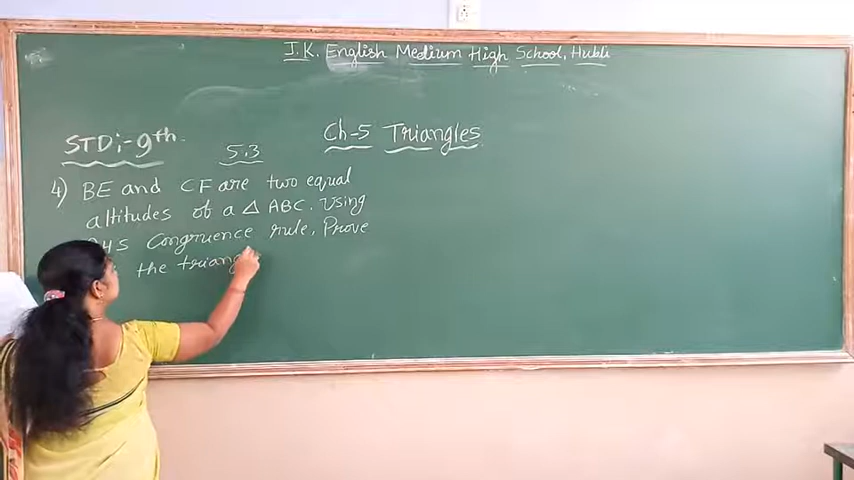 J.K. English Medium High School, Hubli
Ch-5 Triangles
STD:- 9th
5.3
4) BE and CF are two equal
altitudes of a △ ABC. Using
RHS Congruence rule, Prove
the triang